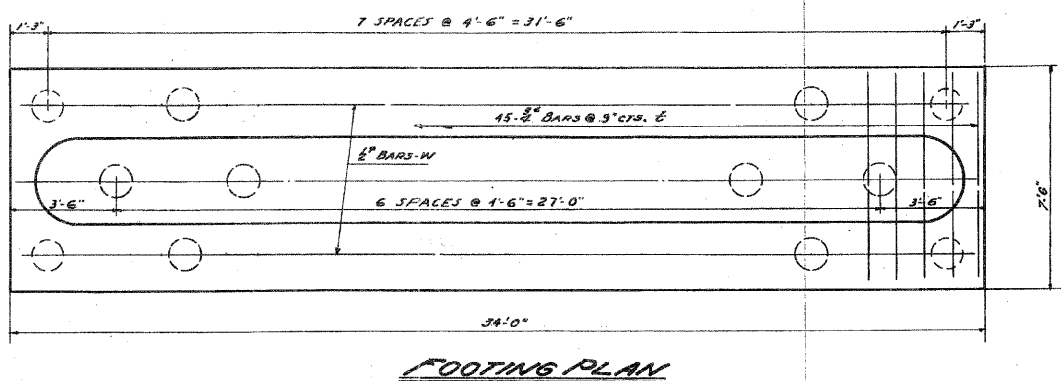 7 SPACES @ 4'-6" = 31'-6"
1'-3"
1'-3"
45-3/4" BARS @ 9" CTS. t
1/2" BARS-W
3'-6"
6 SPACES @ 4'-6" = 27'-0"
3'-6"
7'-6"
34'-0"
FOOTING PLAN